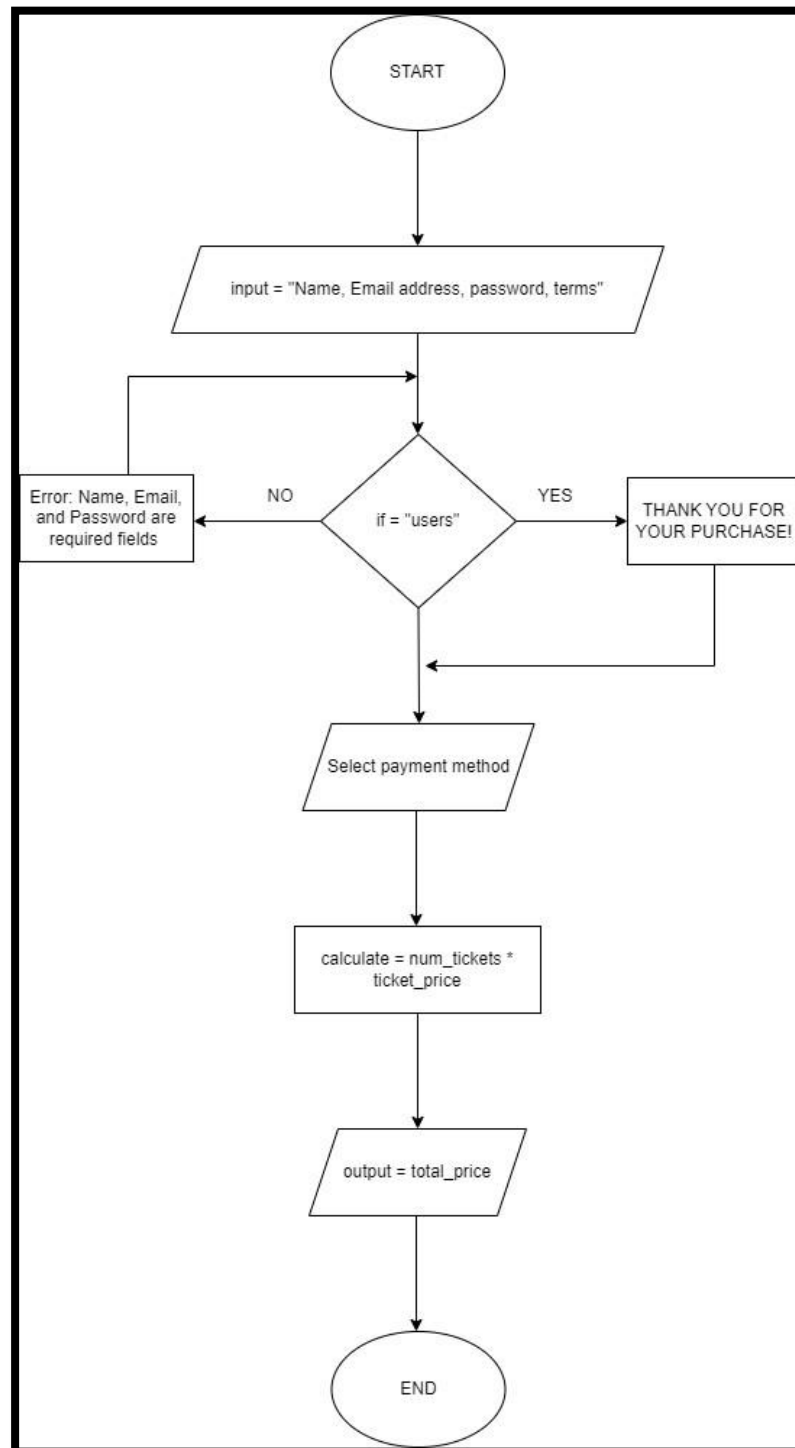 START
input = "Name, Email address, password, terms"
NO
YES
Error: Name, Email,
and Password are
required fields
if = "users"
THANK YOU FOR
YOUR PURCHASE!
Select payment method
calculate = num_tickets *
ticket_price
output = total_price
END